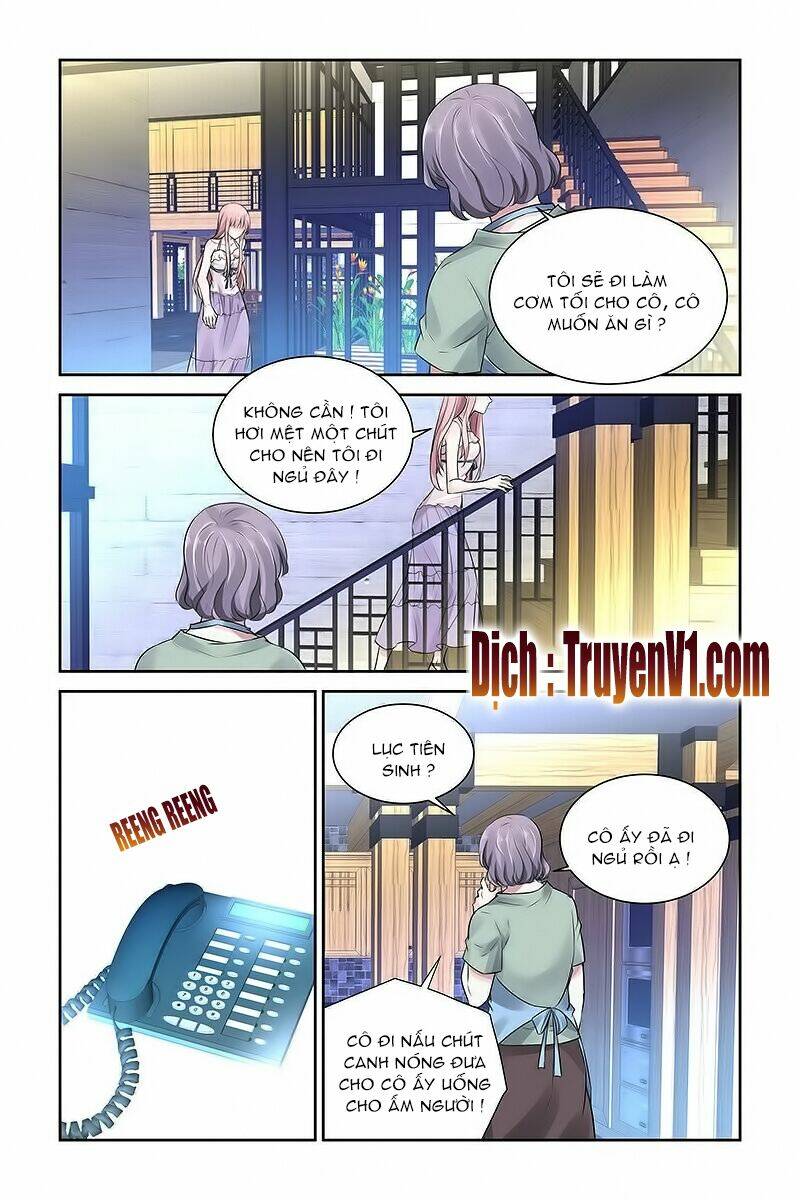 TÔI SẼ ĐI LÀM
CƠM TỐI CHO CÔ, CÔ
MUỐN ĂN GÌ ?
KHÔNG CẦN ! TÔI
HƠI MỆT MỘT CHÚT
CHO NÊN TÔI ĐI
NGỦ ĐÂY !
Dịch : TruyenV1.com
REENG REENG
LỤC TIÊN
SINH ?
CÔ ẤY ĐÃ ĐI
NGỦ RỒI Ạ !
CÔ ĐI NẤU CHÚT
CANH NÓNG ĐƯA
CHO CÔ ẤY UỐNG
CHO ẤM NGƯỜI !